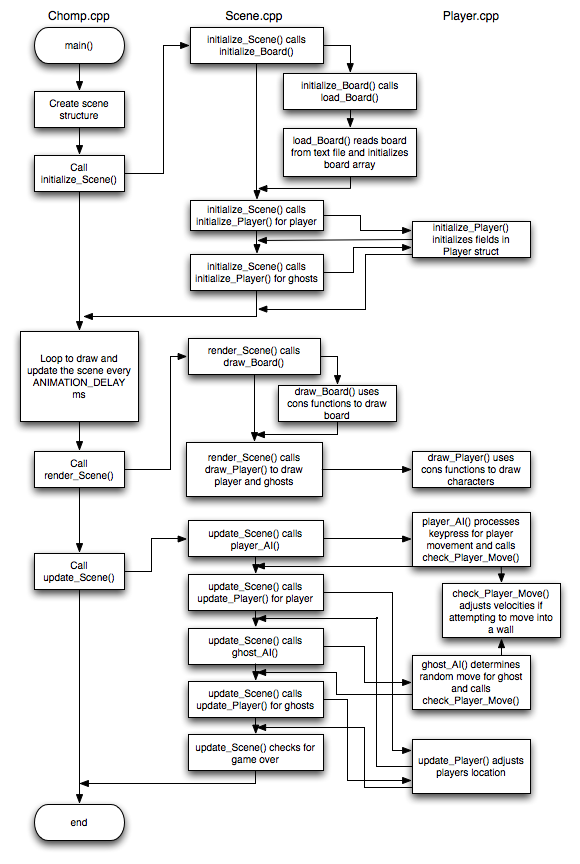 Chomp.cpp
Scene.cpp
Player.cpp
main()
initialize_Scene() calls
initialize_Board()
initialize_Board() calls
load_Board()
Create scene
structure
load_Board() reads board
from text file and initializes
board array
Call
initialize_Scene()
initialize_Scene() calls
initialize_Player() for player
initialize_Player()
initializes fields in
Player struct
initialize_Scene() calls
initialize_Player() for ghosts
Loop to draw and
update the scene every
ANIMATION_DELAY
ms
render_Scene() calls
draw_Board()
draw_Board() uses
cons functions to draw
board
Call
render_Scene()
render_Scene() calls
draw_Player() to draw
player and ghosts
draw_Player() uses
cons functions to draw
characters
Call
update_Scene()
update_Scene() calls
player_AI()
player_AI() processes
keypress for player
movement and calls
check_Player_Move()
update_Scene() calls
update_Player() for player
check_Player_Move()
adjusts velocities if
attempting to move into
a wall
update_Scene() calls
ghost_AI()
ghost_AI() determines
random move for ghost
and calls
check_Player_Move()
update_Scene() calls
update_Player() for ghosts
update_Scene() checks for
game over
update_Player() adjusts
players location
end